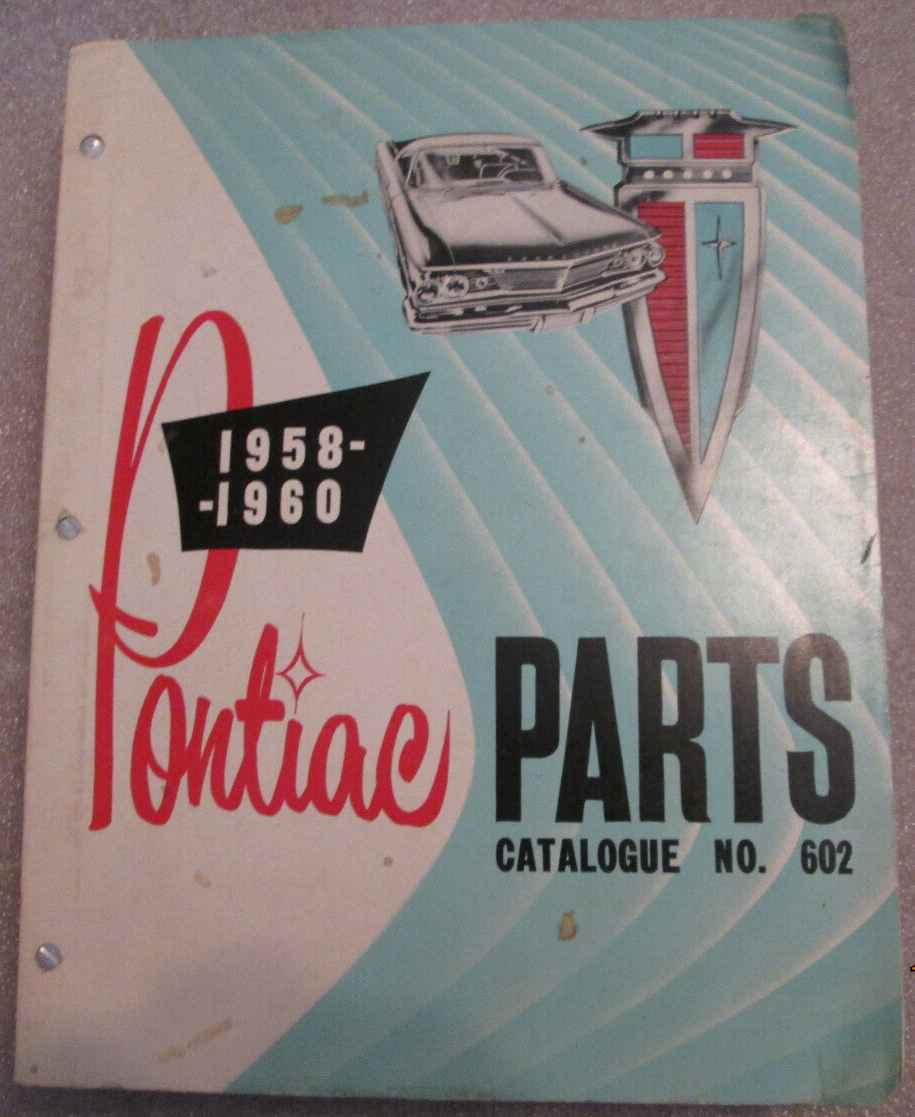 1958-
-1960
Pontiac
PARTS
CATALOGUE NO. 602